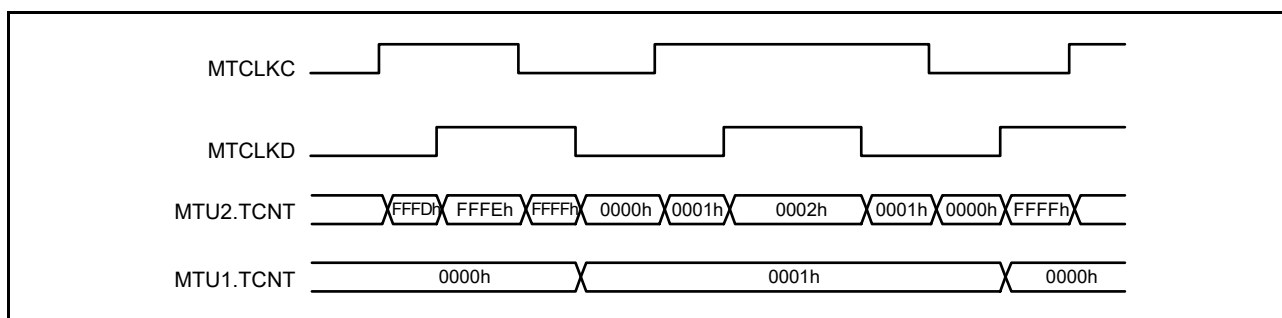 MTCLKC
MTCLKD
MTU2.TCNT FFFDh FFFEh FFFFh 0000h 0001h 0002h 0001h 0000h FFFFh
MTU1.TCNT 0000h 0001h 0000h